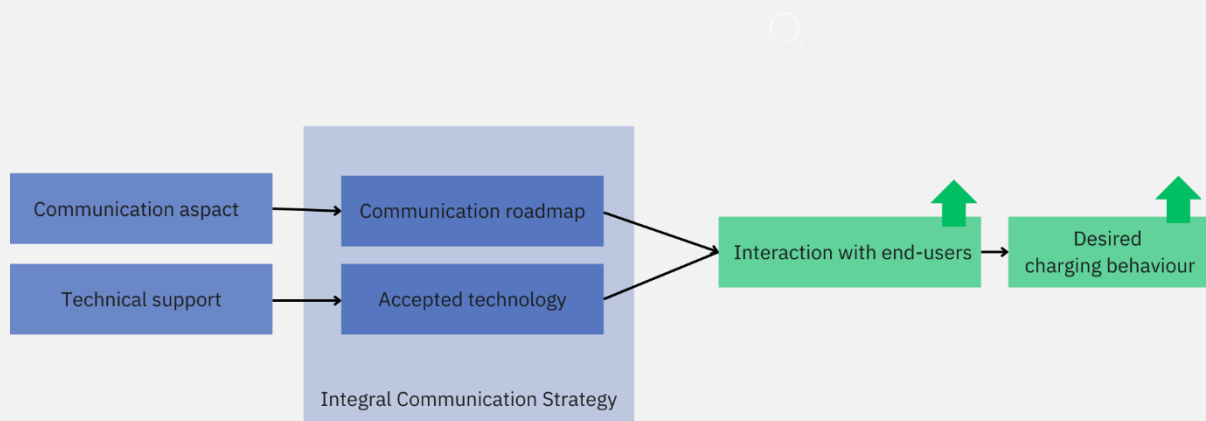 Communication aspact
Communication roadmap
Technical support
Accepted technology
Integral Communication Strategy
Interaction with end-users
Desired
charging behaviour